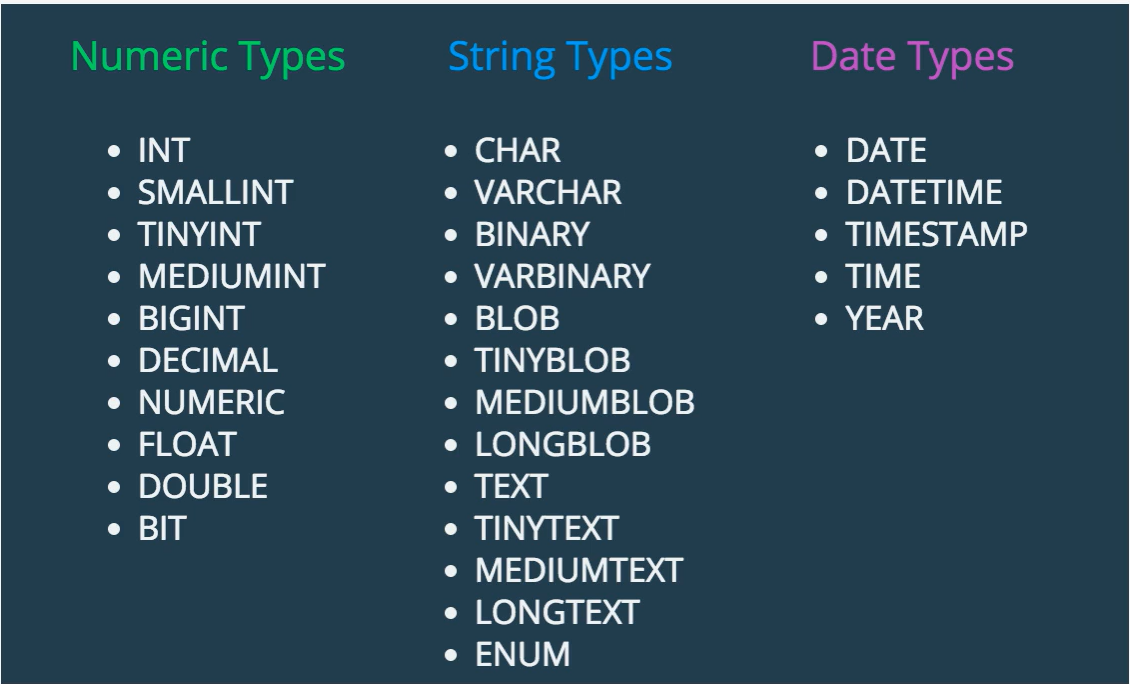 Numeric Types
INT
SMALLINT
TINYINT
MEDIUMINT
BIGINT
DECIMAL
NUMERIC
FLOAT
DOUBLE
BIT
String Types
CHAR
VARCHAR
BINARY
VARBINARY
BLOB
TINYBLOB
MEDIUMBLOB
LONGBLOB
TEXT
TINYTEXT
MEDIUMTEXT
LONGTEXT
ENUM
Date Types
DATE
DATETIME
TIMESTAMP
TIME
YEAR